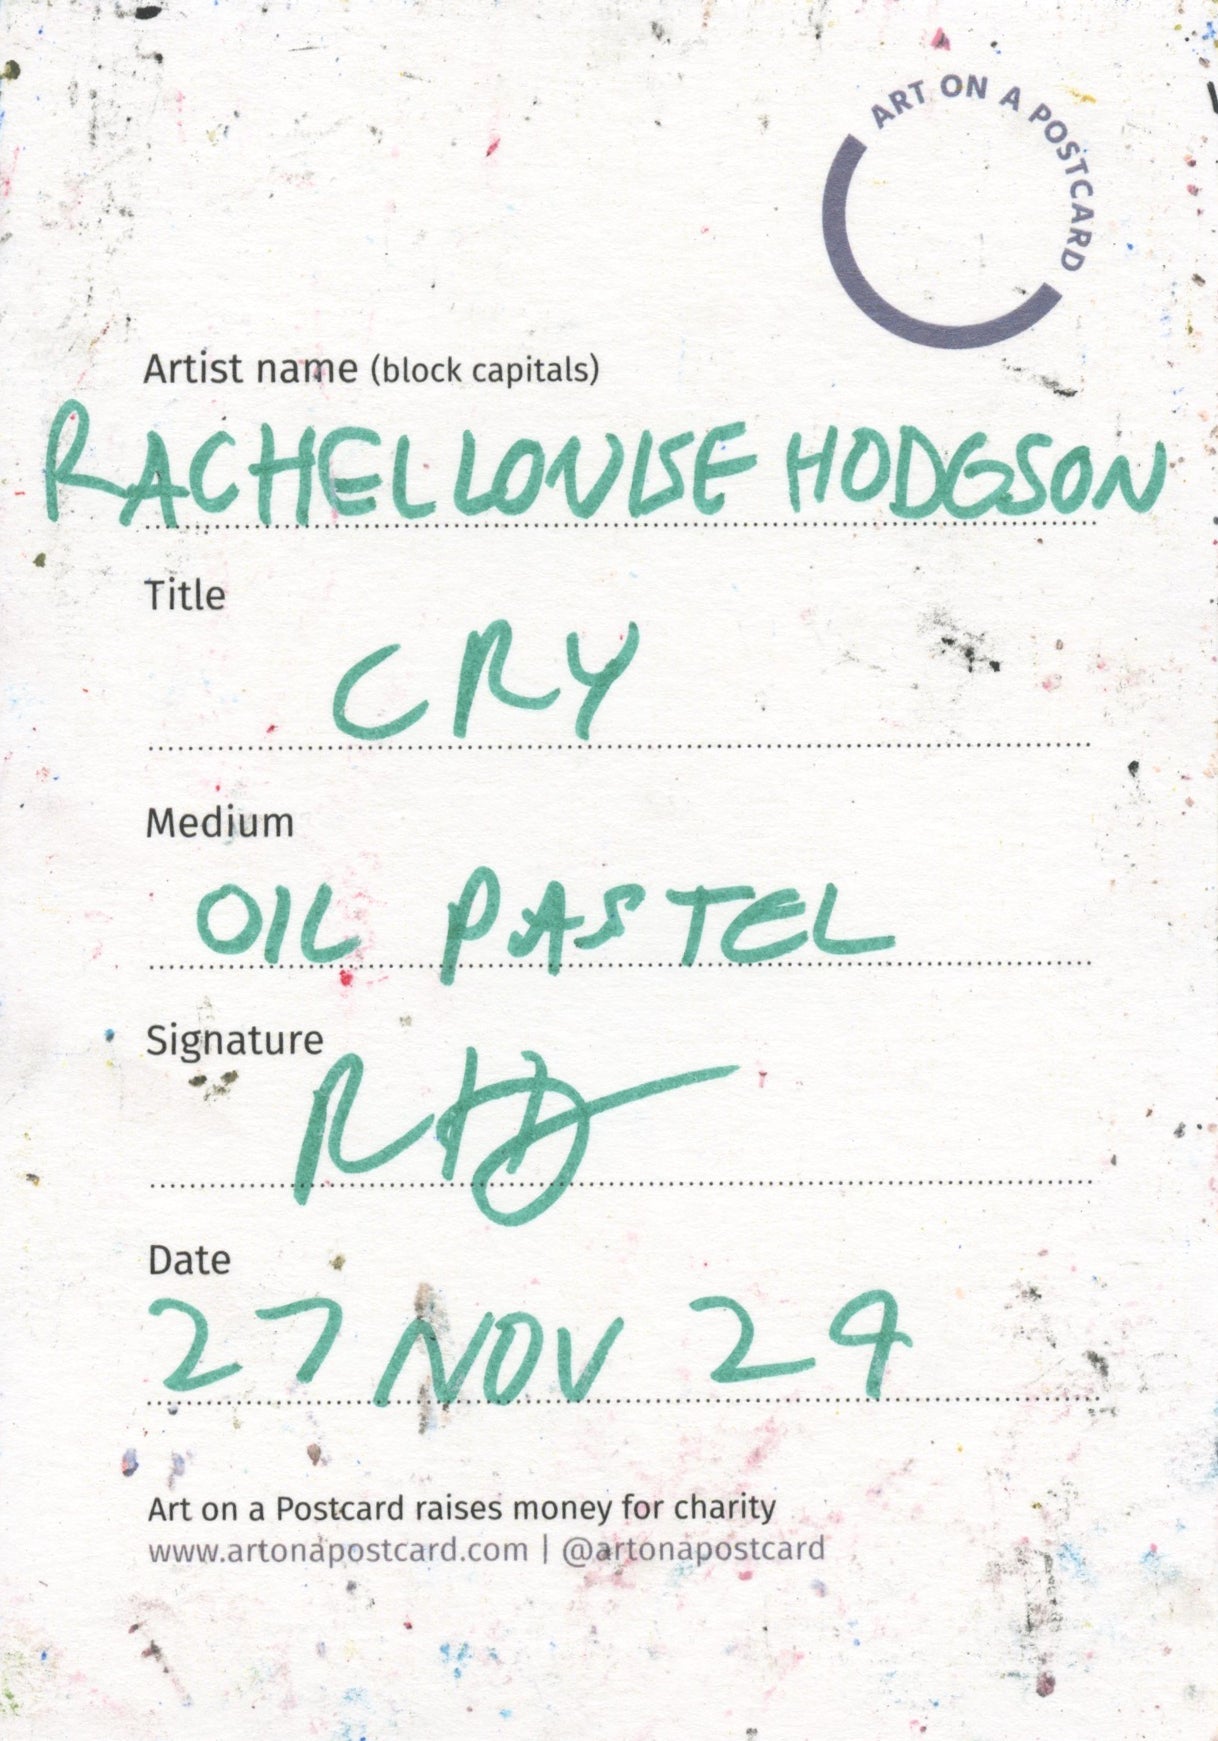 ART ON A POSTCARD
Artist name (block capitals)
RACHEL LOUISE HODGSON
Title
CRY
Medium
OIL PASTEL
Signature
RH
Date
27 NOV 24
Art on a Postcard raises money for charity
www.artonapostcard.com | @artonapostcard